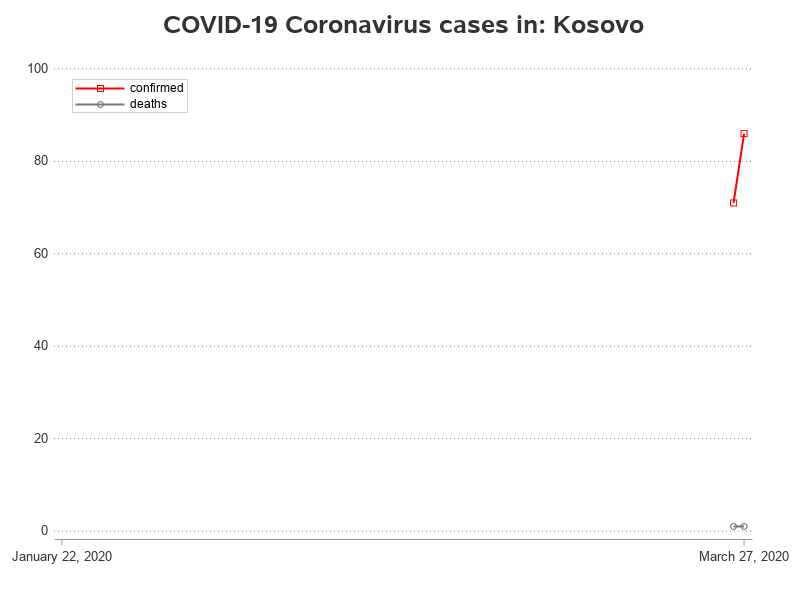 COVID-19 Coronavirus cases in: Kosovo
100
confirmed
deaths
80
60
40
20
0
January 22, 2020
March 27, 2020